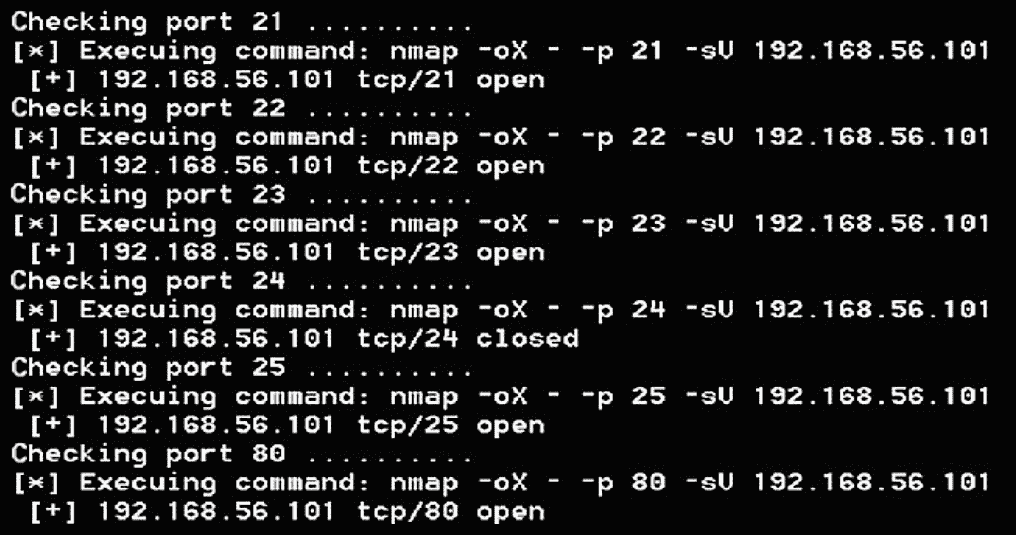 Checking port 21 ..........
[*] Execuing command: nmap -oX - -p 21 -sV 192.168.56.101
[+] 192.168.56.101 tcp/21 open
Checking port 22 ..........
[*] Execuing command: nmap -oX - -p 22 -sV 192.168.56.101
[+] 192.168.56.101 tcp/22 open
Checking port 23 ..........
[*] Execuing command: nmap -oX - -p 23 -sV 192.168.56.101
[+] 192.168.56.101 tcp/23 open
Checking port 24 ..........
[*] Execuing command: nmap -oX - -p 24 -sV 192.168.56.101
[+] 192.168.56.101 tcp/24 closed
Checking port 25 ..........
[*] Execuing command: nmap -oX - -p 25 -sV 192.168.56.101
[+] 192.168.56.101 tcp/25 open
Checking port 80 ..........
[*] Execuing command: nmap -oX - -p 80 -sV 192.168.56.101
[+] 192.168.56.101 tcp/80 open